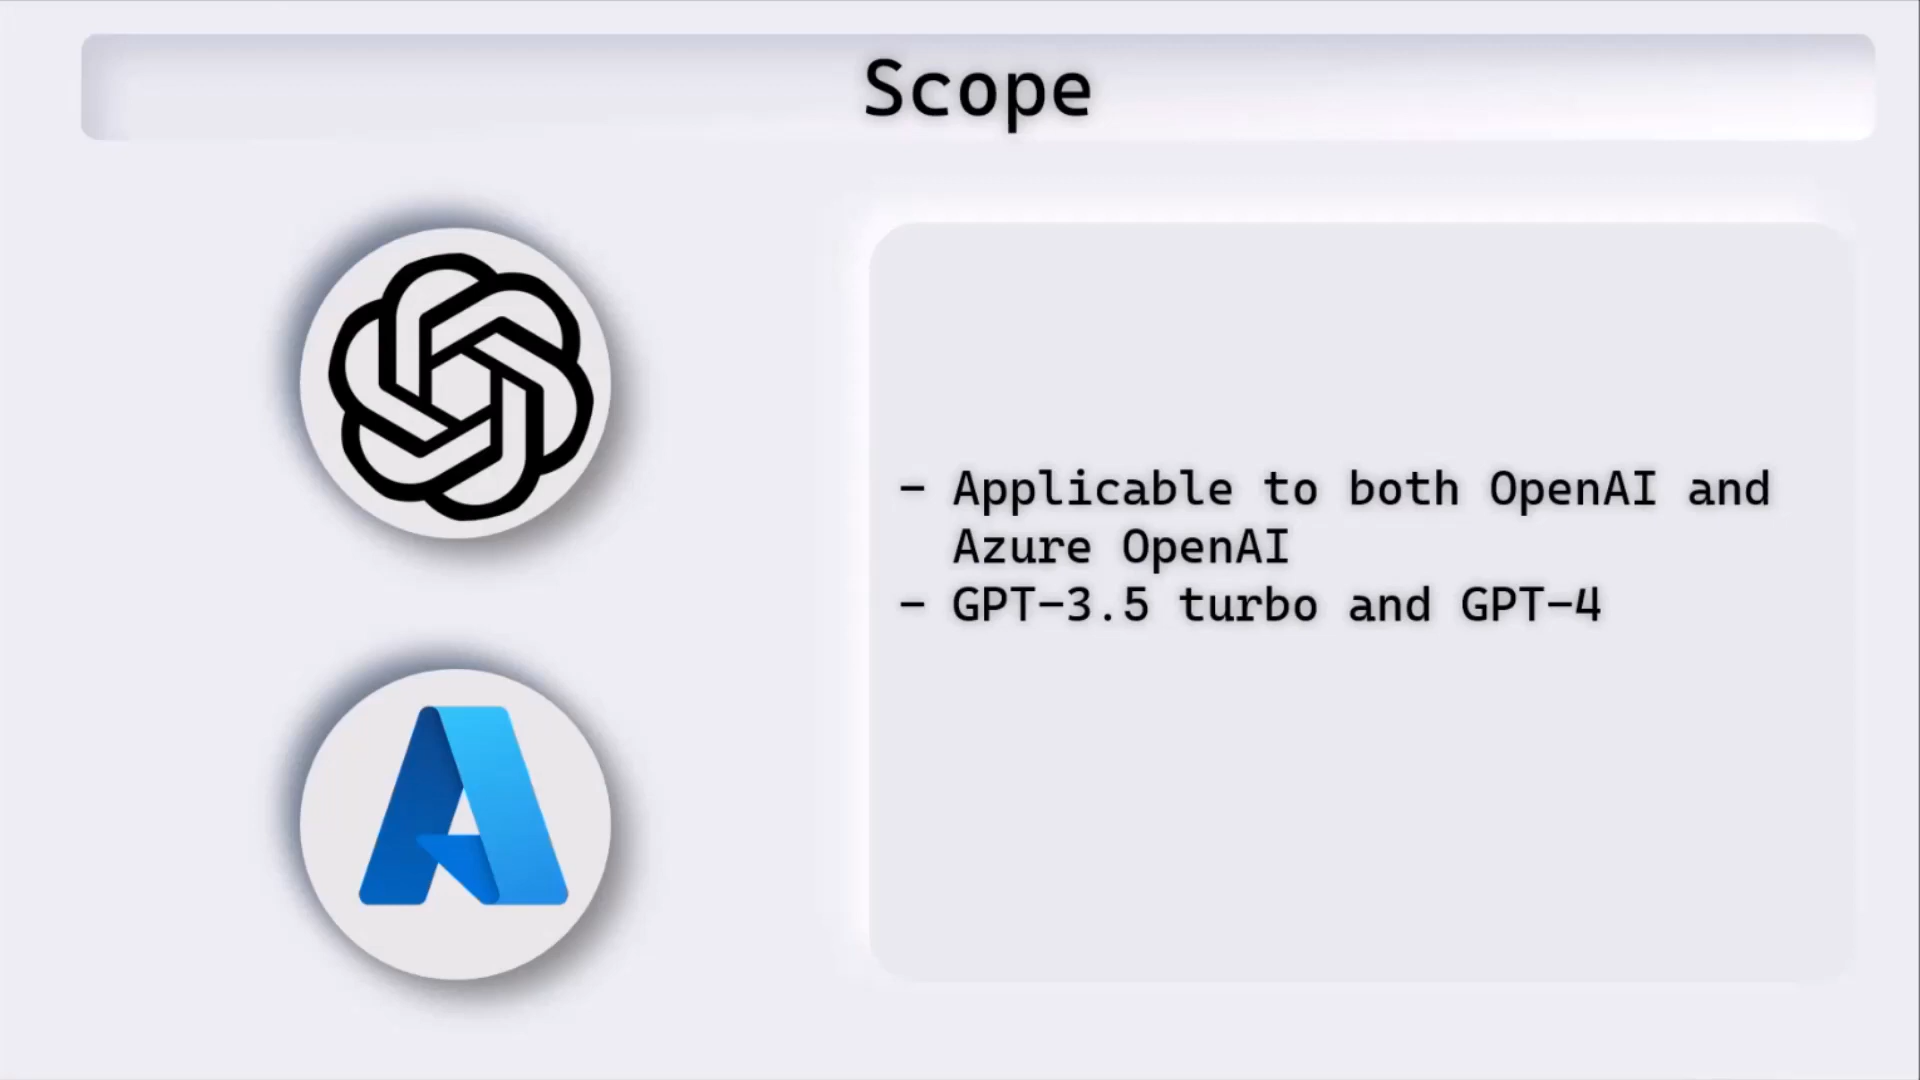 Scope
- Applicable to both OpenAI and
Azure OpenAI
- GPT-3.5 turbo and GPT-4